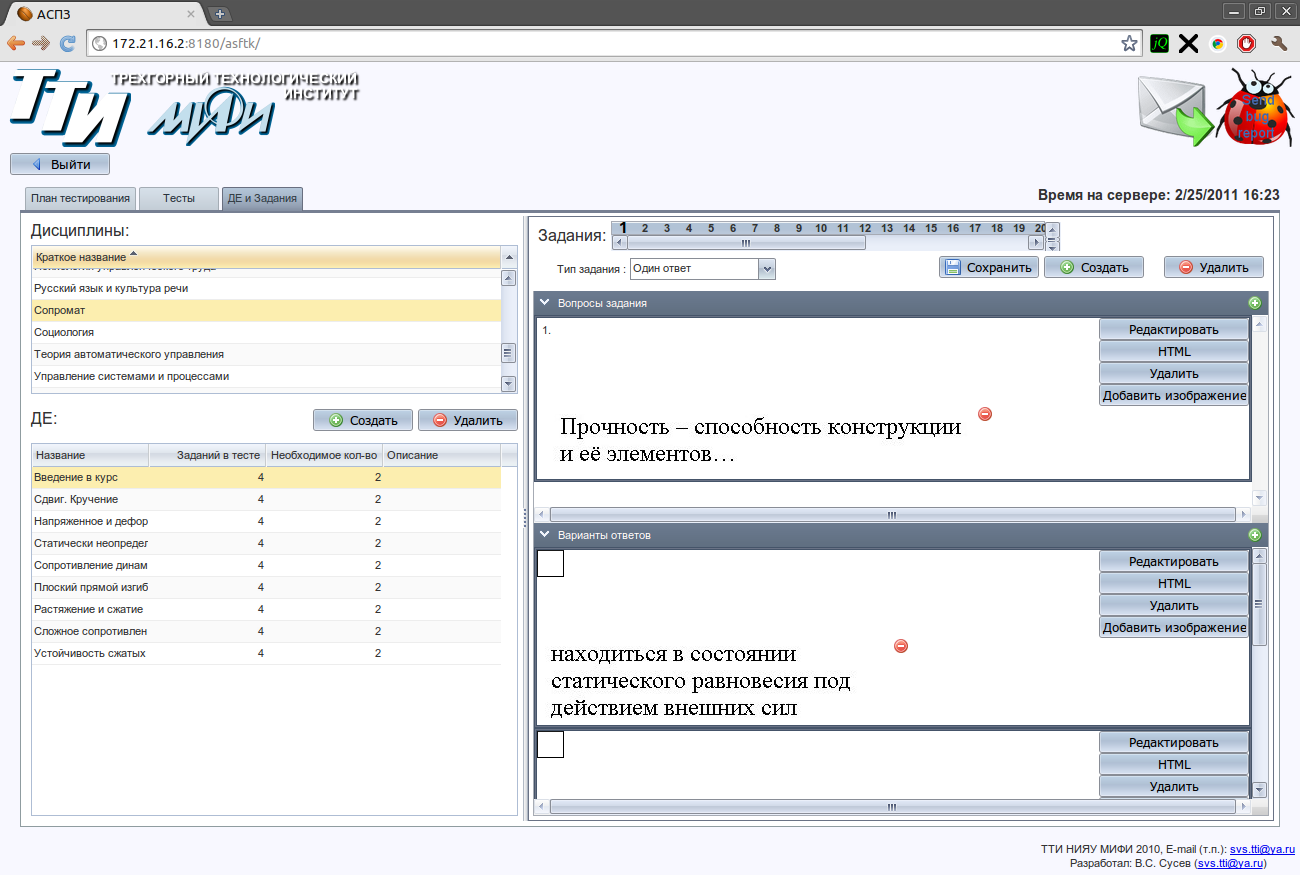 АСПЗ
172.21.16.2:8180/asftk/
jQ
ТТИ
ТРЕХГОРНЫЙ ТЕХНОЛОГИЧЕСКИЙ
ИНСТИТУТ
МИФИ
Send
bug
report
Выйти
План тестирования
Тесты
ДЕ и Задания
Время на сервере: 2/25/2011 16:23
Дисциплины:
Краткое название
Русский язык и культура речи
Сопромат
Социология
Теория автоматического управления
Управление системами и процессами
ДЕ:
Создать
Удалить
Название Заданий в тесте Необходимое кол-во Описание
Введение в курс 4 2
Сдвиг. Кручение 4 2
Напряженное и дефор 4 2
Статически неопредел 4 2
Сопротивление динам 4 2
Плоский прямой изгиб 4 2
Растяжение и сжатие 4 2
Сложное сопротивлен 4 2
Устойчивость сжатых 4 2
Задания:
1 2 3 4 5 6 7 8 9 10 11 12 13 14 15 16 17 18 19 20
Тип задания : Один ответ
Сохранить
Создать
Удалить
Вопросы задания
1.
Прочность – способность конструкции
и её элементов…
Редактировать
HTML
Удалить
Добавить изображение
Варианты ответов
находиться в состоянии
статического равновесия под
действием внешних сил
Редактировать
HTML
Удалить
Добавить изображение
Редактировать
HTML
Удалить
ТТИ НИЯУ МИФИ 2010, E-mail (т.п.): svs.tti@ya.ru
Разработал: В.С. Сусев (svs.tti@ya.ru)